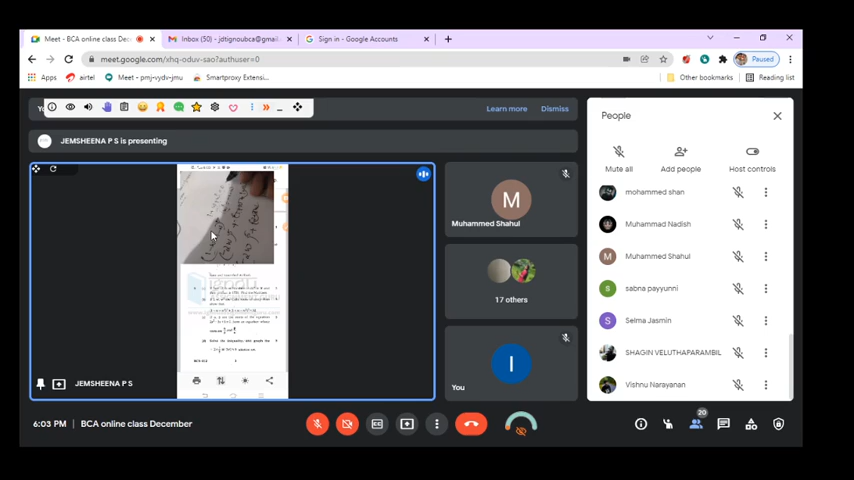 Meet - BCA online class Dec
Inbox (50) - jdtignoubca@gmail.
Sign in - Google Accounts
meet.google.com/xhq-oduv-sao?authuser=0
Paused
Apps
airtel
Meet - pmj-vydv-jmu
Smartproxy Extensi...
Other bookmarks
Reading list
Learn more
Dismiss
JEMSHEENA P S is presenting
People
Mute all
Add people
Host controls
mohammed shan
Muhammad Nadish
Muhammed Shahul
sabna payyunni
Selma Jasmin
SHAGIN VELUTHAPARAMBIL
Vishnu Narayanan
M
Muhammed Shahul
17 others
I
You
JEMSHEENA P S
6:03 PM
BCA online class December
20